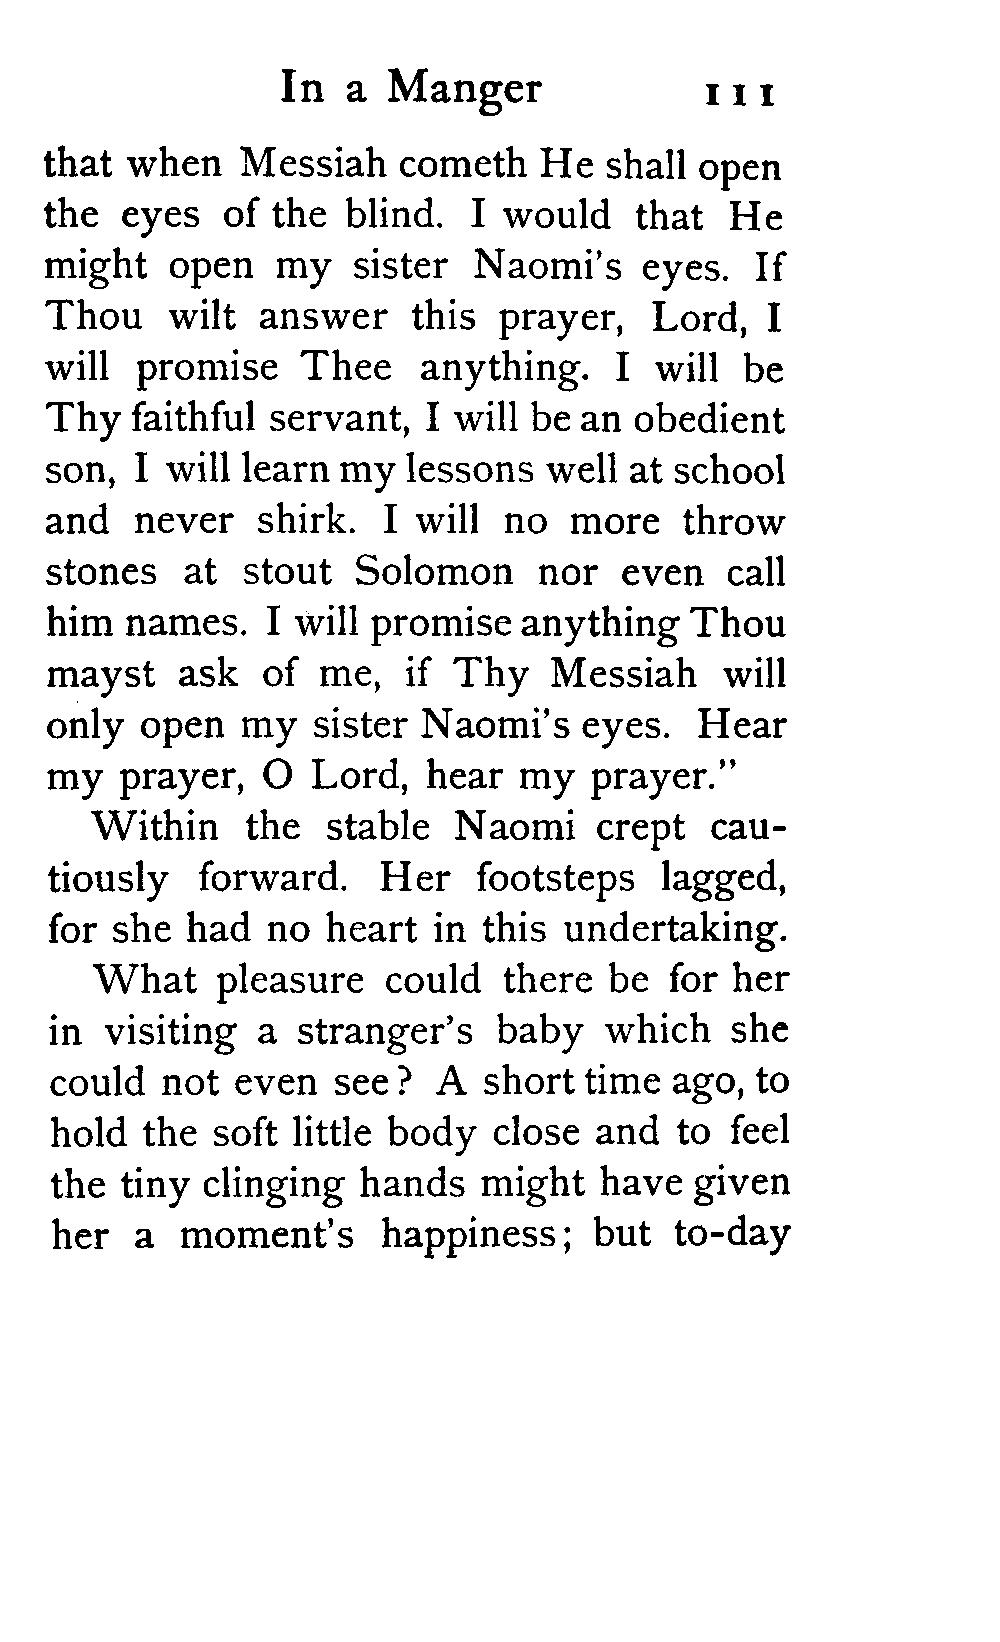 In a Manger 111
that when Messiah cometh He shall open
the eyes of the blind. I would that He
might open my sister Naomi's eyes. If
Thou wilt answer this prayer, Lord, I
will promise Thee anything. I will be
Thy faithful servant, I will be an obedient
son, I will learn my lessons well at school
and never shirk. I will no more throw
stones at stout Solomon nor even call
him names. I will promise anything Thou
mayst ask of me, if Thy Messiah will
only open my sister Naomi's eyes. Hear
my prayer, O Lord, hear my prayer."
Within the stable Naomi crept cau-
tiously forward. Her footsteps lagged,
for she had no heart in this undertaking.
What pleasure could there be for her
in visiting a stranger's baby which she
could not even see? A short time ago, to
hold the soft little body close and to feel
the tiny clinging hands might have given
her a moment's happiness; but to-day